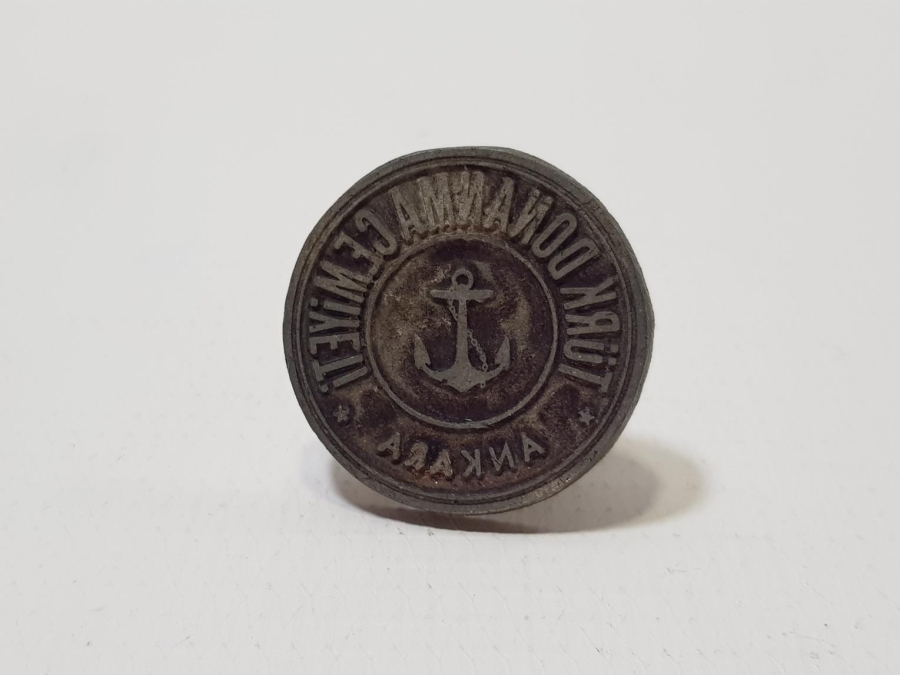 TÜRK DONANMA CEMİYETİ
* ANKARA *